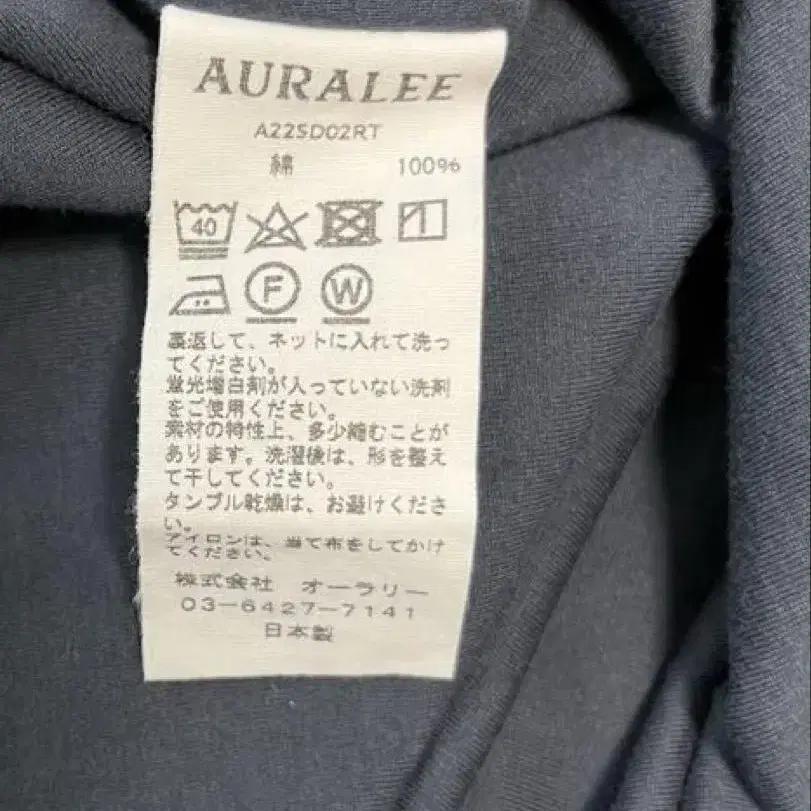 AURALEE
A22SD02RT
綿 100%
40
F W
裏返して、ネットに入れて洗っ
てください。
蛍光増白剤が入っていない洗剤
をご使用ください。
素材の特性上、多少縮むことが
あります。洗濯後は、形を整え
て干してください。
タンブル乾燥は、お避けくださ
い。
アイロンは、当て布をしてかけ
てください。
株式会社 オーラリー
03-6427-7141
日本製